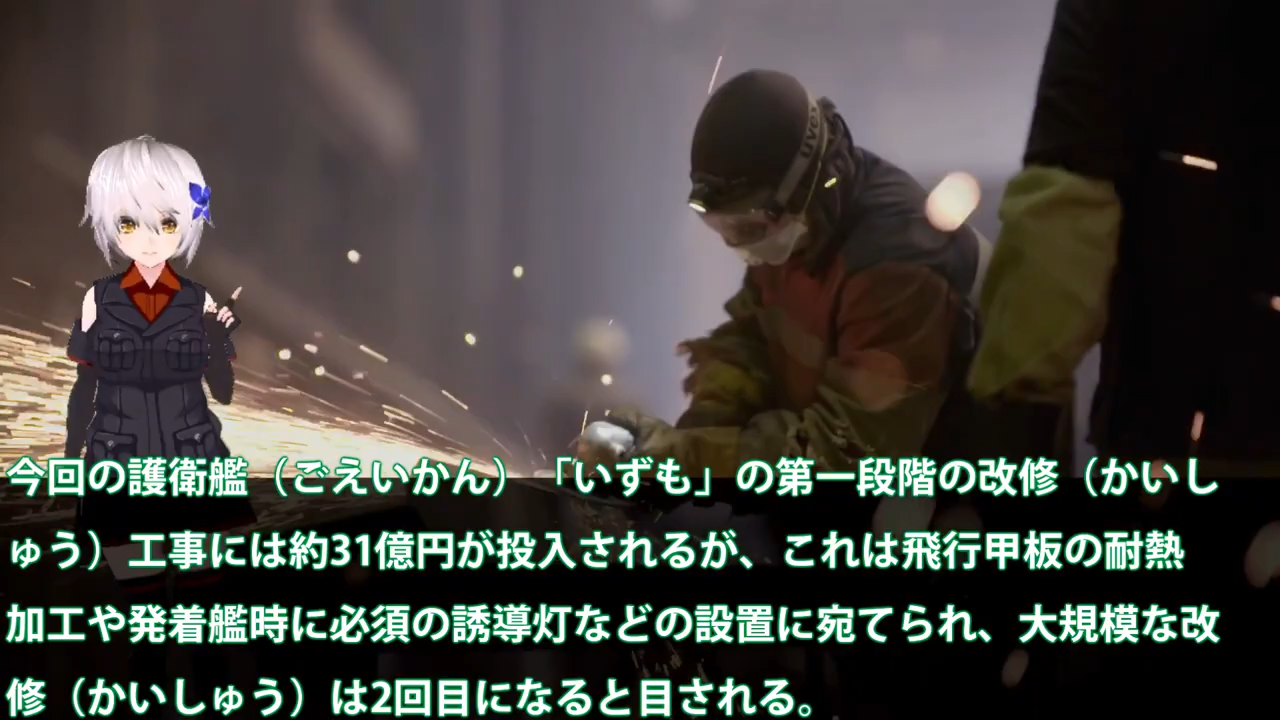 uvex
今回の護衛艦（ごえいかん）「いずも」の第一段階の改修（かいし
ゅう）工事には約31億円が投入されるが、これは飛行甲板の耐熱
加工や発着艦時に必須の誘導灯などの設置に宛てられ、大規模な改
修（かいしゅう）は2回目になると目される。